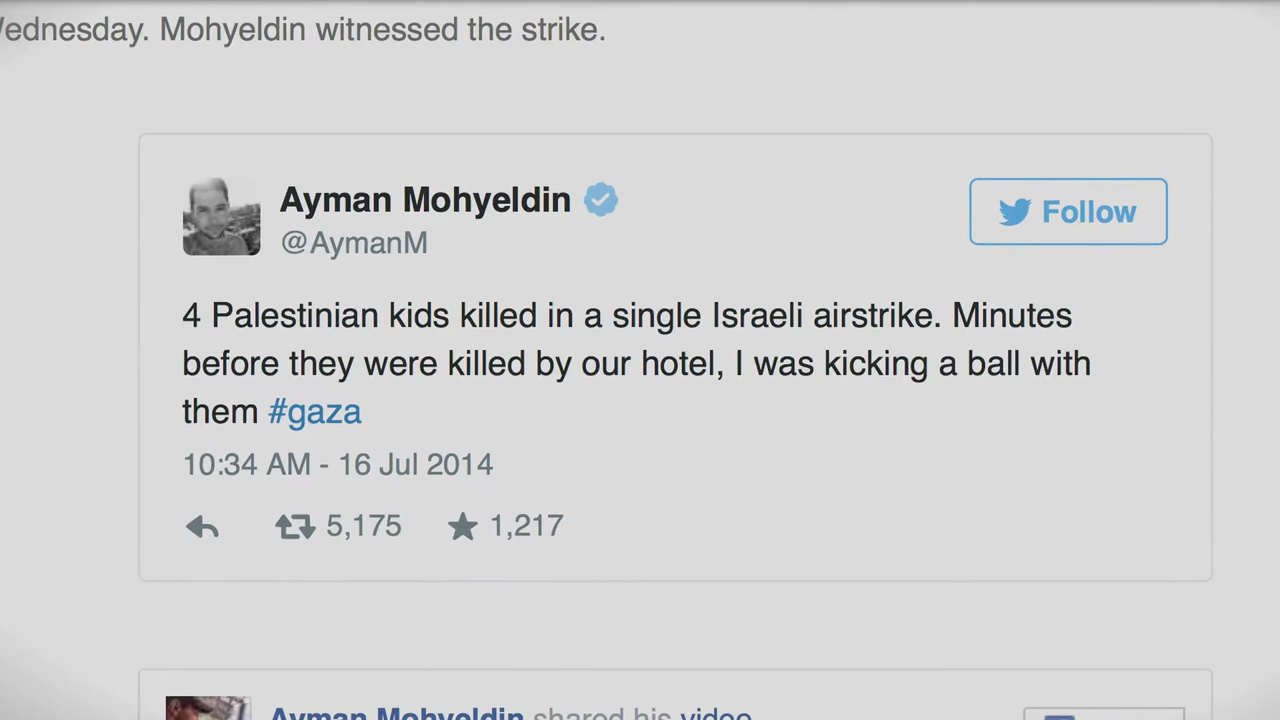 Wednesday. Mohyeldin witnessed the strike.
Ayman Mohyeldin
Follow
@AymanM
4 Palestinian kids killed in a single Israeli airstrike. Minutes
before they were killed by our hotel, I was kicking a ball with
them #gaza
10:34 AM - 16 Jul 2014
5,175 1,217
Ayman Mohyeldin shared his video